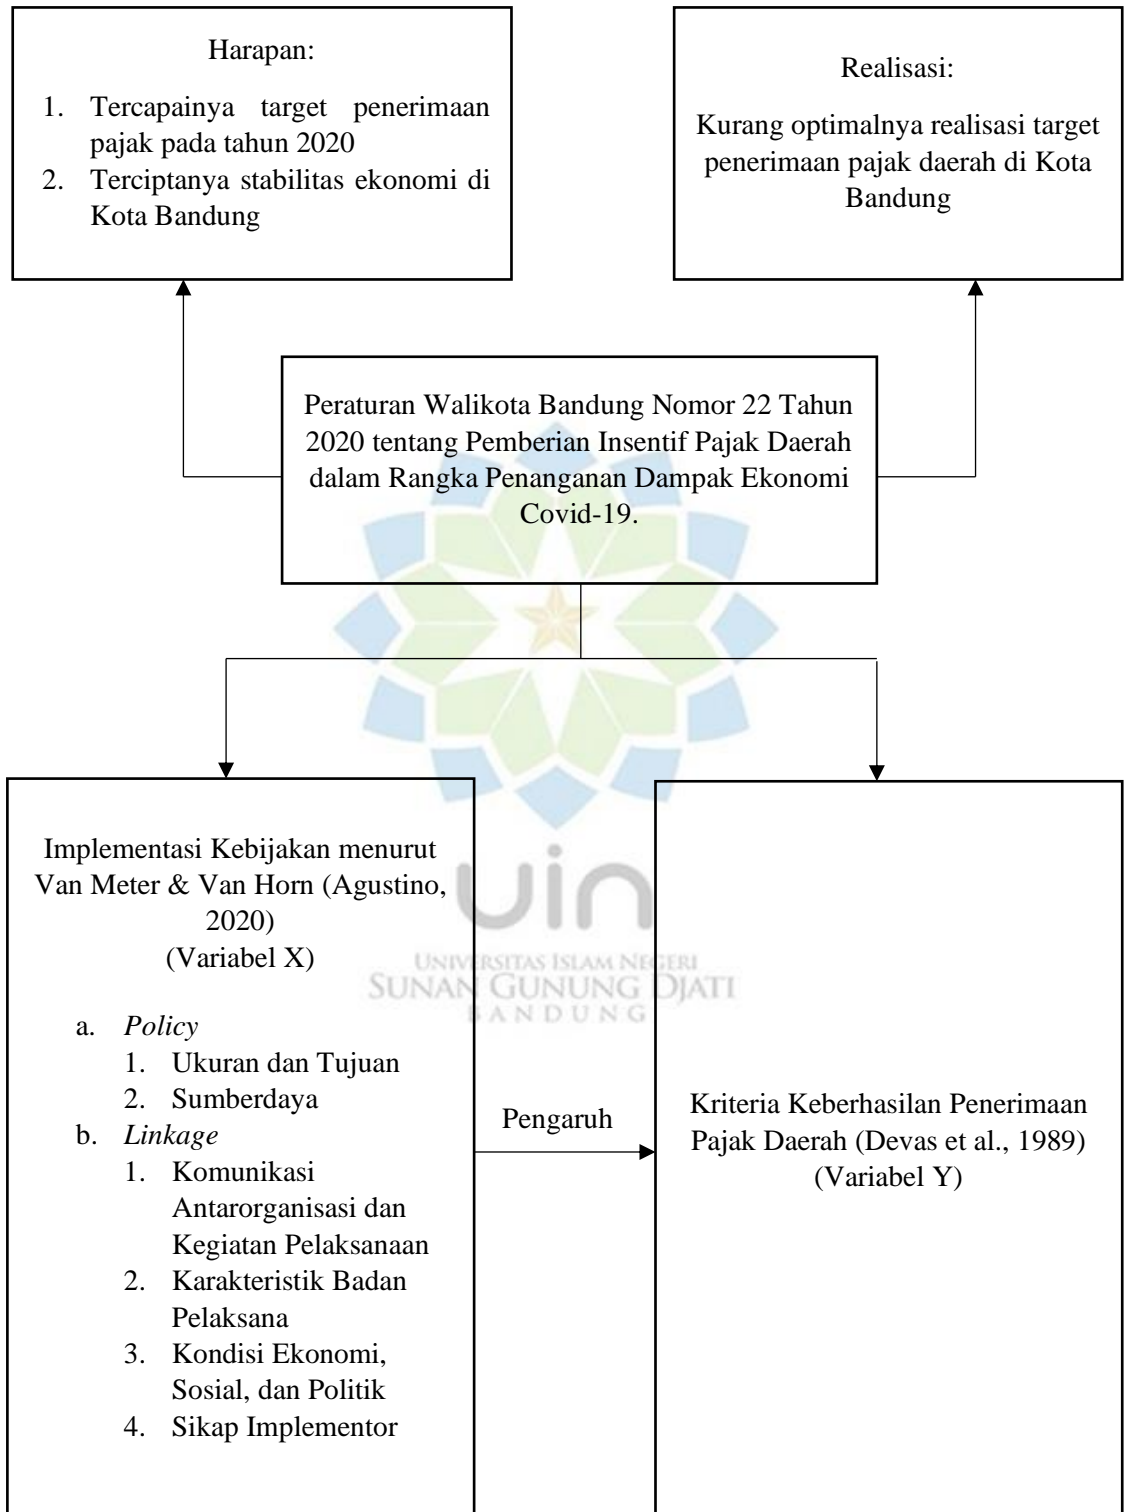 Harapan:
1. Tercapainya target penerimaan
pajak pada tahun 2020
2. Terciptanya stabilitas ekonomi di
Kota Bandung
Realisasi:
Kurang optimalnya realisasi target
penerimaan pajak daerah di Kota
Bandung
Peraturan Walikota Bandung Nomor 22 Tahun
2020 tentang Pemberian Insentif Pajak Daerah
dalam Rangka Penanganan Dampak Ekonomi
Covid-19.
Implementasi Kebijakan menurut
Van Meter & Van Horn (Agustino,
2020)
(Variabel X)
a. Policy
1. Ukuran dan Tujuan
2. Sumberdaya
b. Linkage
1. Komunikasi
Antarorganisasi dan
Kegiatan Pelaksanaan
2. Karakteristik Badan
Pelaksana
3. Kondisi Ekonomi,
Sosial, dan Politik
4. Sikap Implementor
Pengaruh
Kriteria Keberhasilan Penerimaan
Pajak Daerah (Devas et al., 1989)
(Variabel Y)
uin
UNIVERSITAS ISLAM NEGERI
SUNAN GUNUNG DJATI
BANDUNG